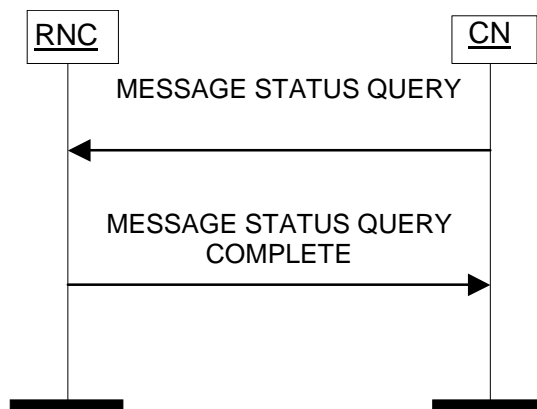 RNC
CN
MESSAGE STATUS QUERY
MESSAGE STATUS QUERY
COMPLETE